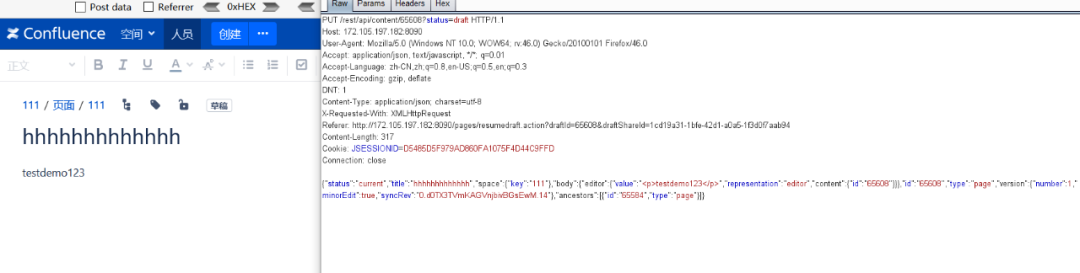 Post data Referrer 0xHEX
Confluence 空间 人员 创建 •••
正文 B I U A
111 / 页面 / 111 草稿
hhhhhhhhhhhhh
testdemo123
Raw Params Headers Hex
PUT /rest/api/content/65608?status=draft HTTP/1.1
Host: 172.105.197.182:8090
User-Agent: Mozilla/5.0 (Windows NT 10.0; WOW64; rv:46.0) Gecko/20100101 Firefox/46.0
Accept: application/json, text/javascript, */*; q=0.01
Accept-Language: zh-CN,zh;q=0.8,en-US;q=0.5,en;q=0.3
Accept-Encoding: gzip, deflate
DNT: 1
Content-Type: application/json; charset=utf-8
X-Requested-With: XMLHttpRequest
Referer: http://172.105.197.182:8090/pages/resumedraft.action?draftId=65608&draftShareId=1cd19a31-1bfe-42d1-a0a5-1f3d0f7aab94
Content-Length: 317
Cookie: JSESSIONID=D5485D5F979AD860FA1075F4D44C9FFD
Connection: close
{"status":"current","title":"hhhhhhhhhhhhh","space":{"key":"111"},"body":{"editor":{"value":"<p>testdemo123</p>","representation":"editor","content":{"id":"65608"}}},"id":"65608","type":"page","version":{"number":1,"
minorEdit":true,"syncRev":"0.d0TX3TVmKAGVnjbivBGsEwM.14"},"ancestors":[{"id":"65584","type":"page"}]}